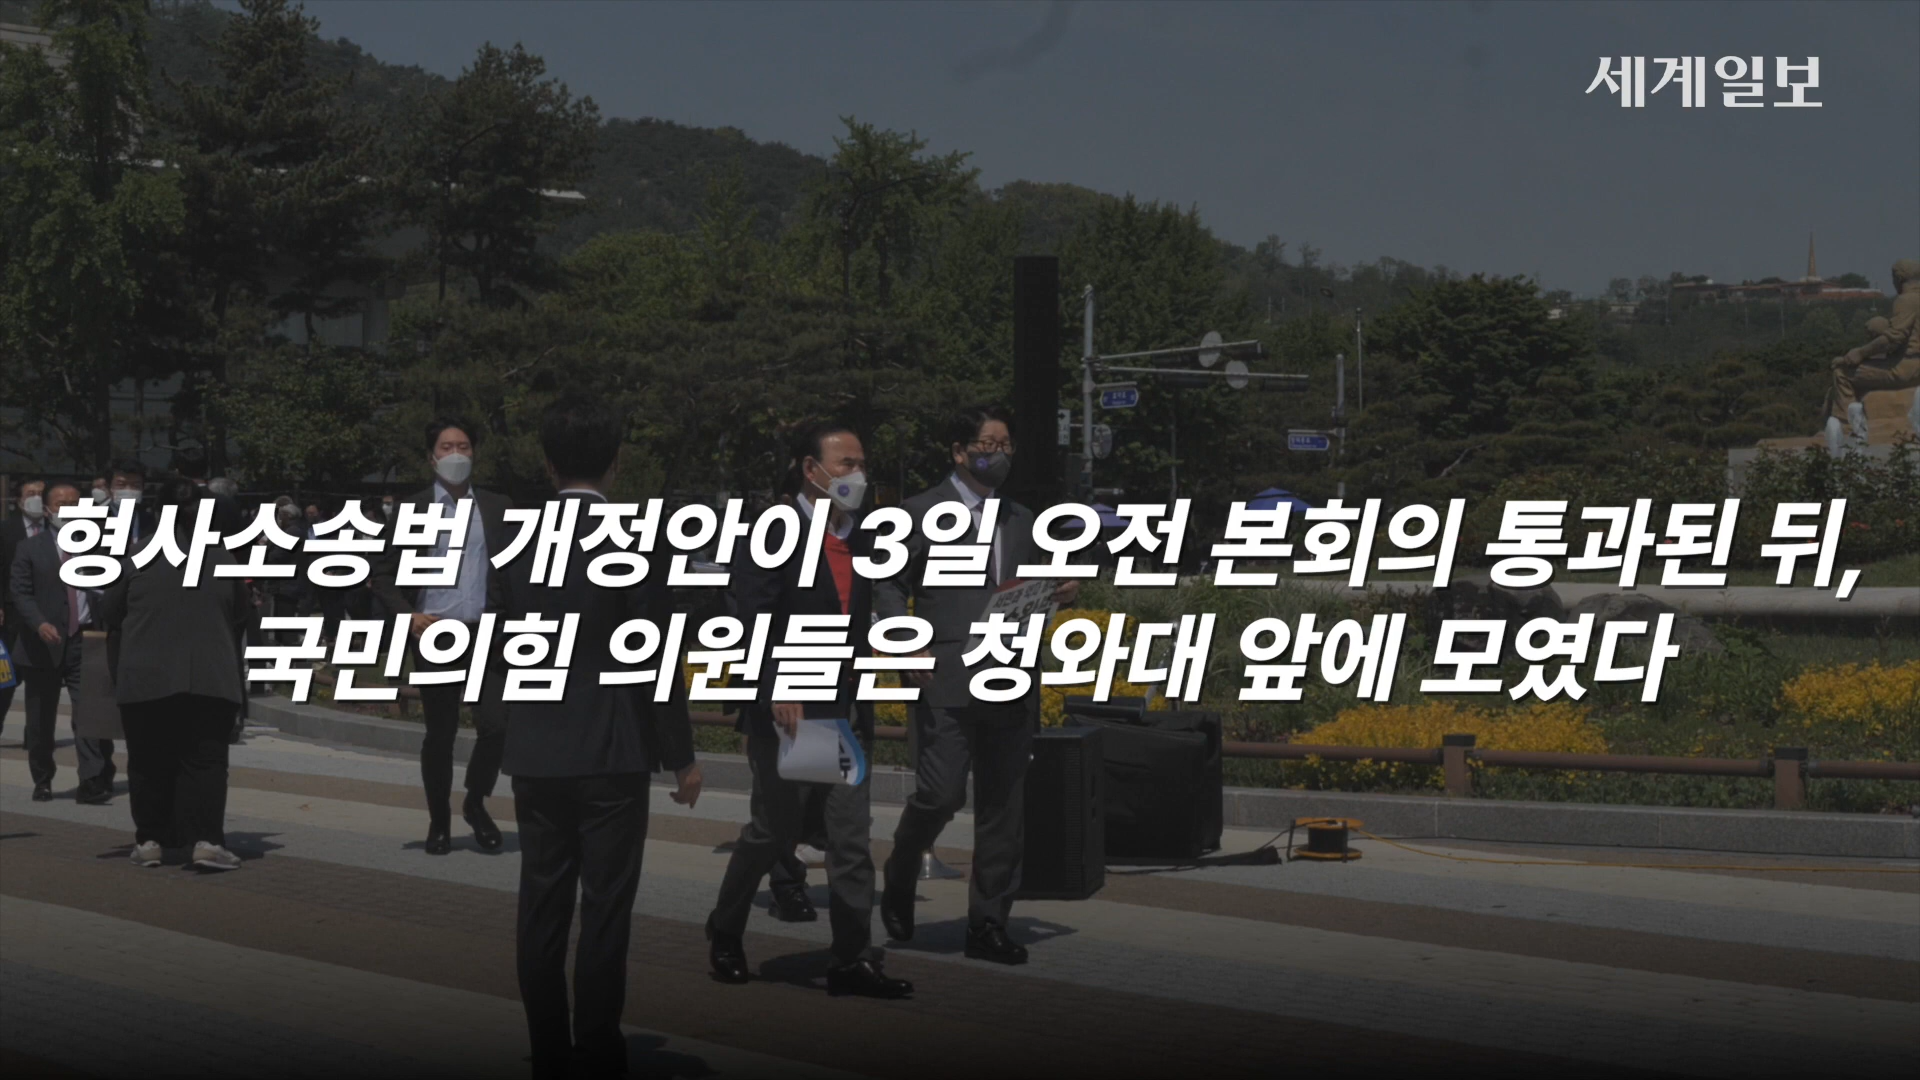 세계일보
형사소송법 개정안이 3일 오전 본회의 통과된 뒤,
국민의힘 의원들은 청와대 앞에 모였다